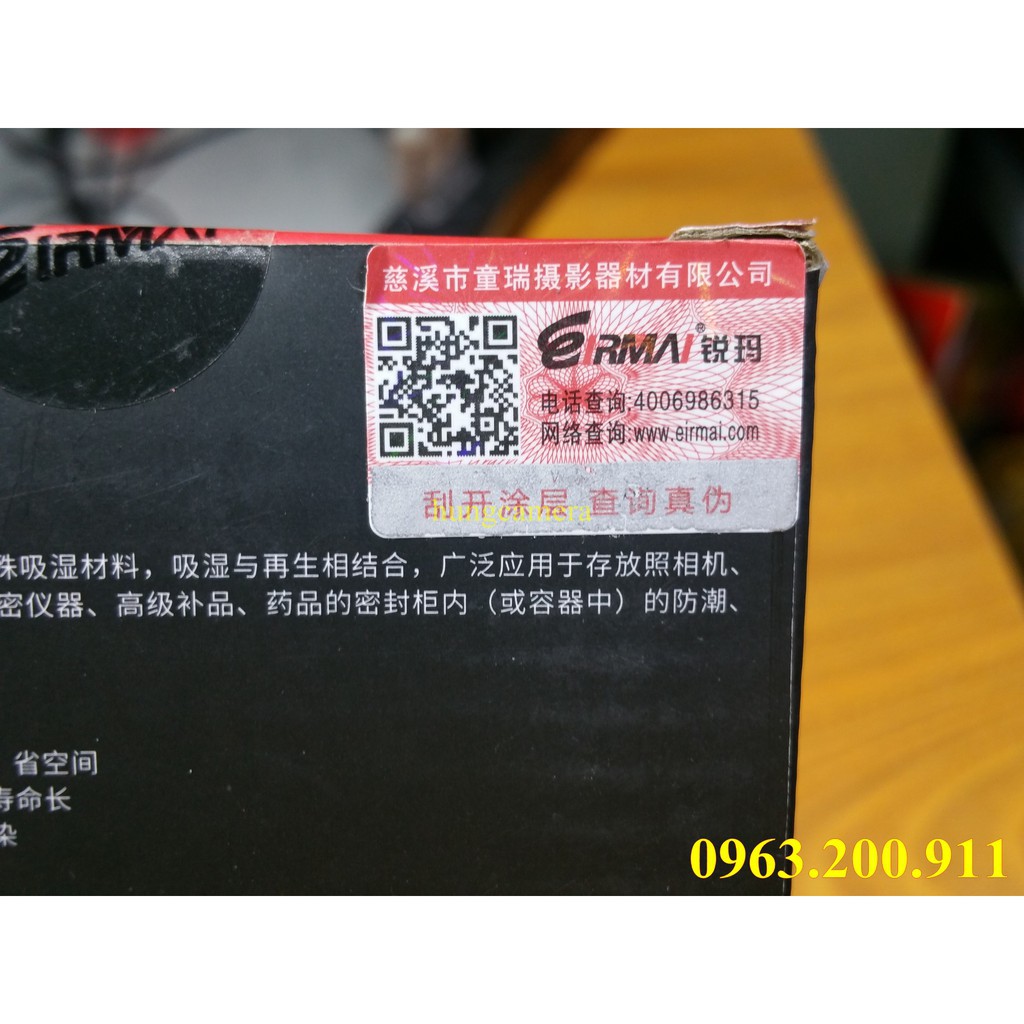 EIRMAI
慈溪市童瑞摄影器材有限公司
EIRMAI® 锐玛
电话查询:4006986315
网络查询:www.eirmai.com
刮开涂层 查询真伪
hungcamera
殊吸湿材料，吸湿与再生相结合，广泛应用于存放照相机、
密仪器、高级补品、药品的密封柜内（或容器中）的防潮、
省空间
寿命长
染
0963.200.911